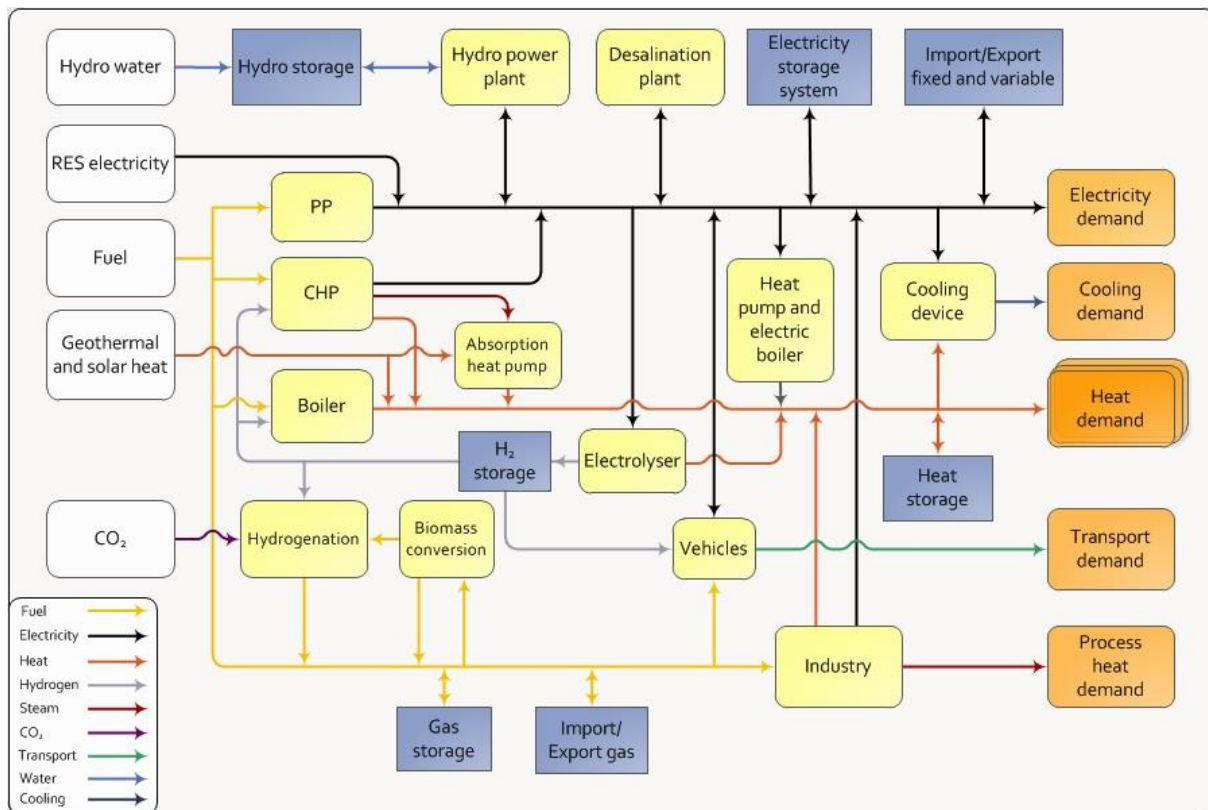 Hydro water
Hydro storage
Hydro power
plant
Desalination
plant
Electricity
storage
system
Import/Export
fixed and variable
RES electricity
PP
Electricity
demand
Fuel
CHP
Heat
pump and
electric
boiler
Cooling
device
Cooling
demand
Geothermal
and solar heat
Absorption
heat pump
Boiler
Heat
demand
H₂
storage
Electrolyser
Heat
storage
CO₂
Hydrogenation
Biomass
conversion
Vehicles
Transport
demand
Industry
Process
heat
demand
Gas
storage
Import/
Export gas
Fuel
Electricity
Heat
Hydrogen
Steam
CO₂
Transport
Water
Cooling